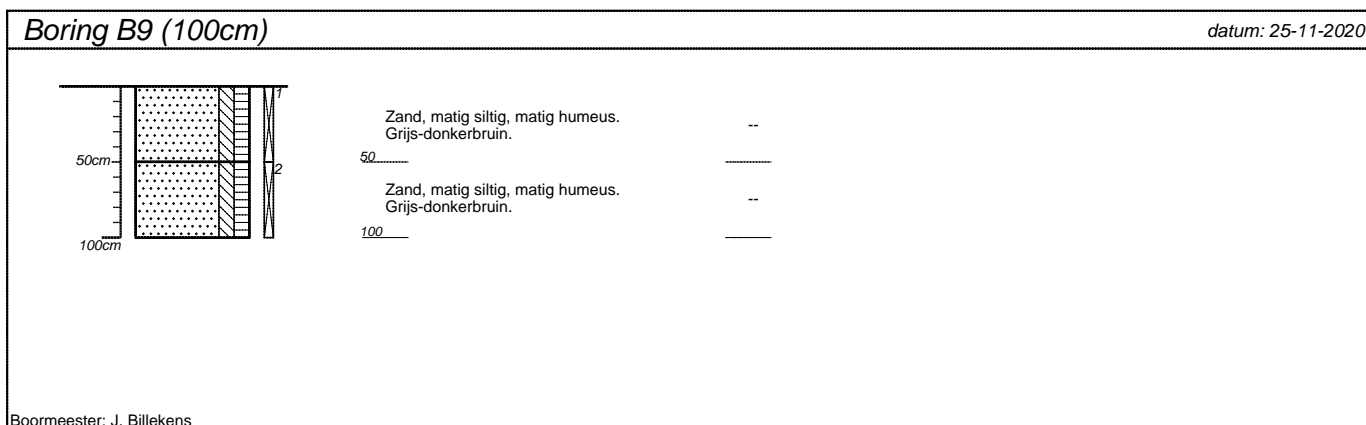 Boring B9 (100cm)
datum: 25-11-2020
1
Zand, matig siltig, matig humeus.
Grijs-donkerbruin.
--
50cm
50
2
Zand, matig siltig, matig humeus.
Grijs-donkerbruin.
--
100cm
100
Boormeester: J. Billekens